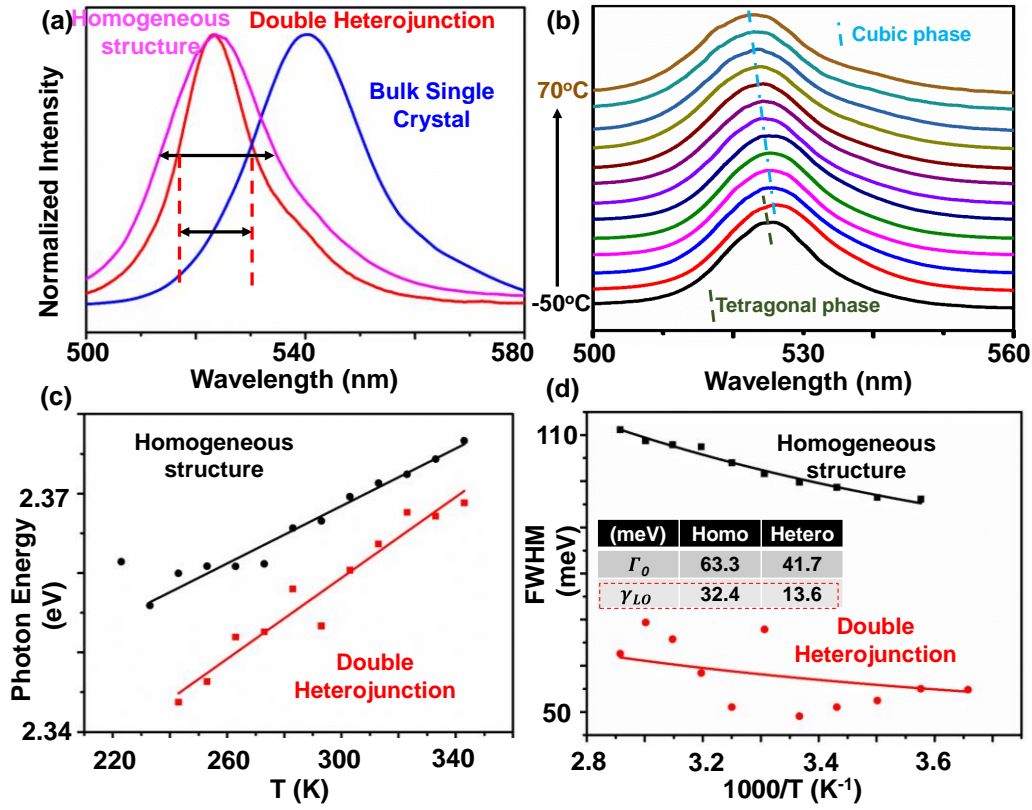 (a)
Homogeneous
structure
Double Heterojunction
Bulk Single
Crystal
Normalized Intensity
500
540
580
Wavelength (nm)
(b)
Cubic phase
70°C
-50°C
Tetragonal phase
500
530
560
Wavelength (nm)
(c)
Homogeneous
structure
Double
Heterojunction
Photon Energy
(eV)
2.37
2.34
220
260
300
340
T (K)
(d)
Homogeneous
structure
(meV) Homo Hetero
Γ₀ 63.3 41.7
γ_LO 32.4 13.6
Double
Heterojunction
FWHM
(meV)
110
50
2.8
3.2
3.4
3.6
1000/T (K⁻¹)